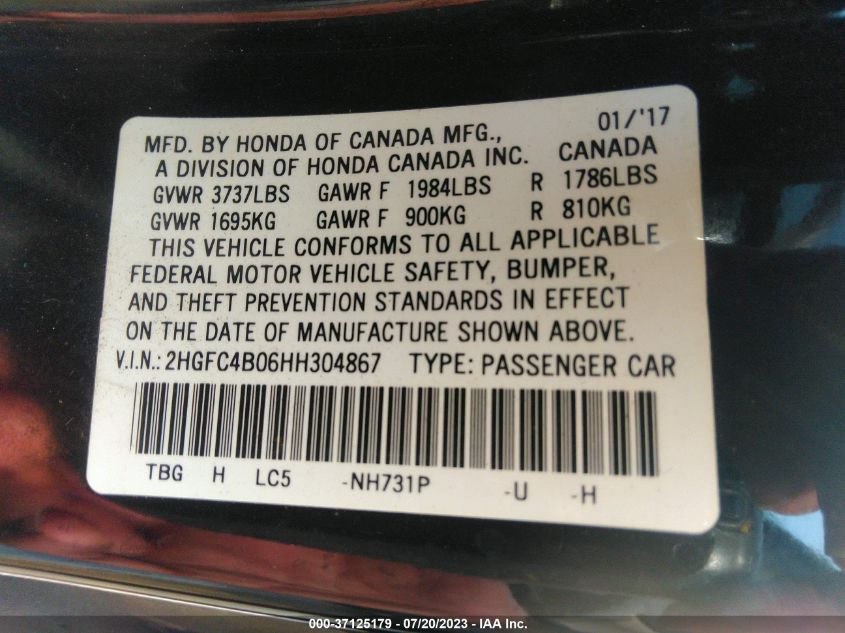 01/'17
MFD. BY HONDA OF CANADA MFG.,
A DIVISION OF HONDA CANADA INC. CANADA
GVWR 3737LBS GAWR F 1984LBS R 1786LBS
GVWR 1695KG GAWR F 900KG R 810KG
THIS VEHICLE CONFORMS TO ALL APPLICABLE
FEDERAL MOTOR VEHICLE SAFETY, BUMPER,
AND THEFT PREVENTION STANDARDS IN EFFECT
ON THE DATE OF MANUFACTURE SHOWN ABOVE.
V.I.N.: 2HGFC4B06HH304867 TYPE: PASSENGER CAR
TBG H LC5 -NH731P -U -H
000-37125179 - 07/20/2023 - IAA Inc.